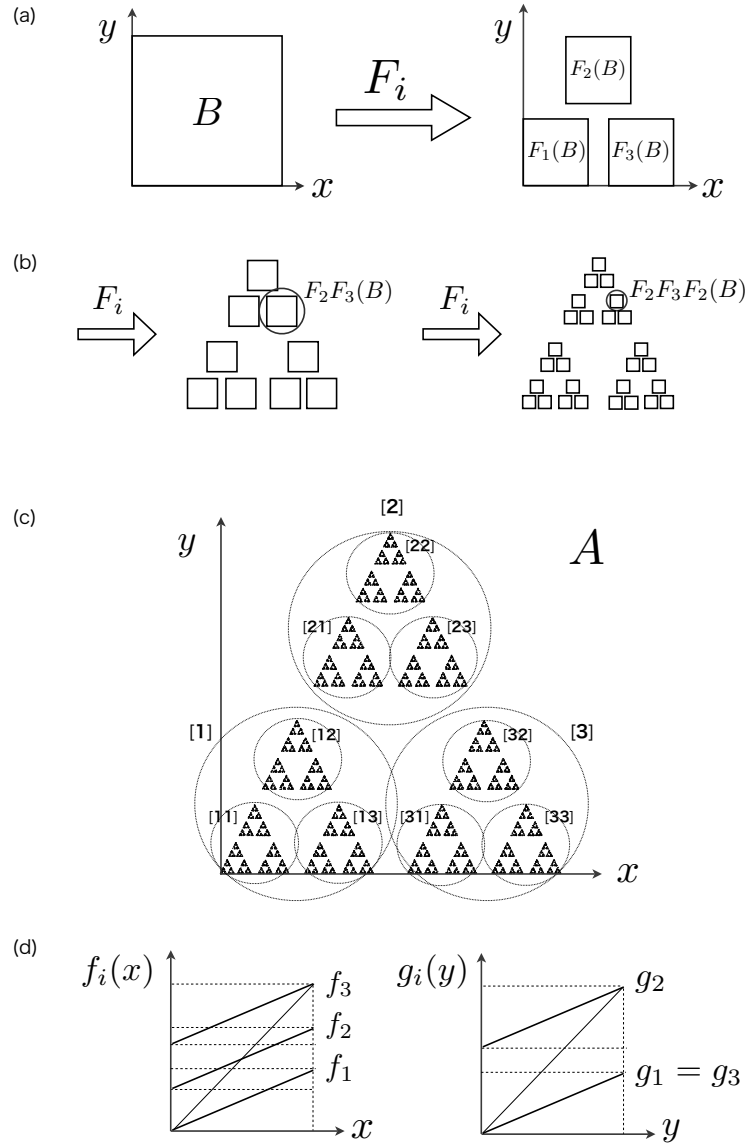 (a)
y
B
x
F_i
F_2(B)
F_1(B)
F_3(B)
x
(b)
F_i
F_2F_3(B)
F_i
F_2F_3F_2(B)
(c)
y
A
[2]
[22]
[21]
[23]
[1]
[3]
[12]
[32]
[11]
[13]
[31]
[33]
x
(d)
f_i(x)
f_3
f_2
f_1
x
g_i(y)
g_2
g_1 = g_3
y